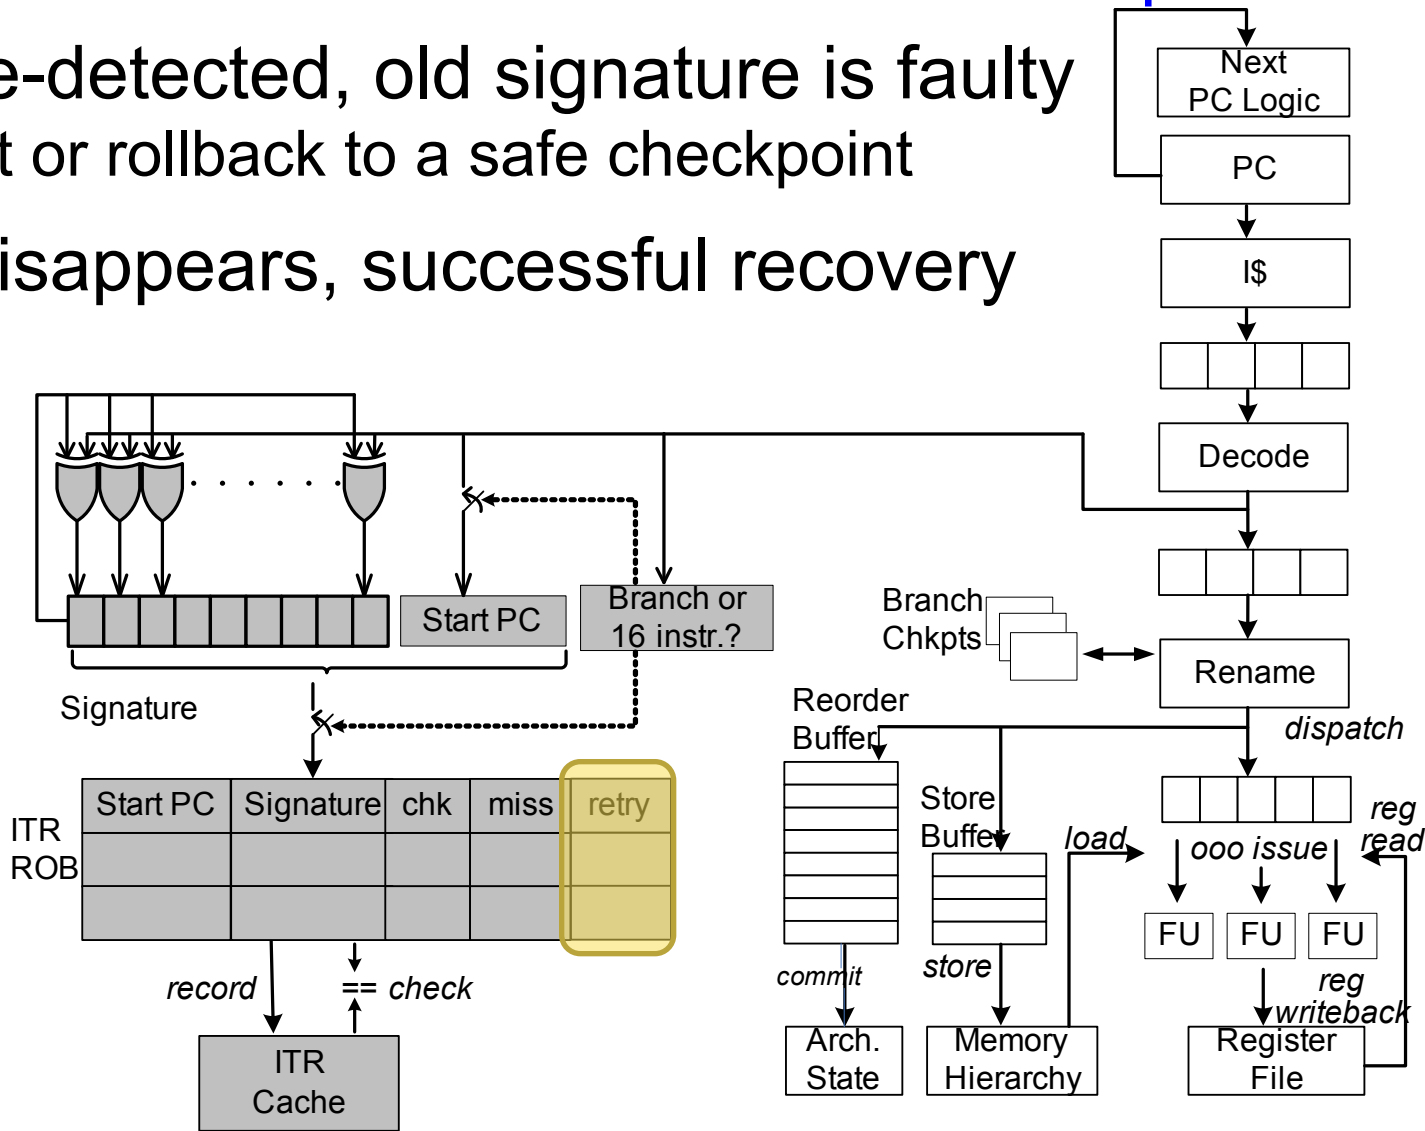 e-detected, old signature is faulty
t or rollback to a safe checkpoint
isappears, successful recovery
Next
PC Logic
PC
I$
Decode
Branch or
16 instr.?
Start PC
Signature
Branch
Chkpts
Rename
dispatch
Reorder
Buffer
Store
Buffer
load
ooo issue
reg
read
Start PC Signature chk miss retry
ITR
ROB
FU FU FU
record
== check
commit
store
reg
writeback
ITR
Cache
Arch.
State
Memory
Hierarchy
Register
File